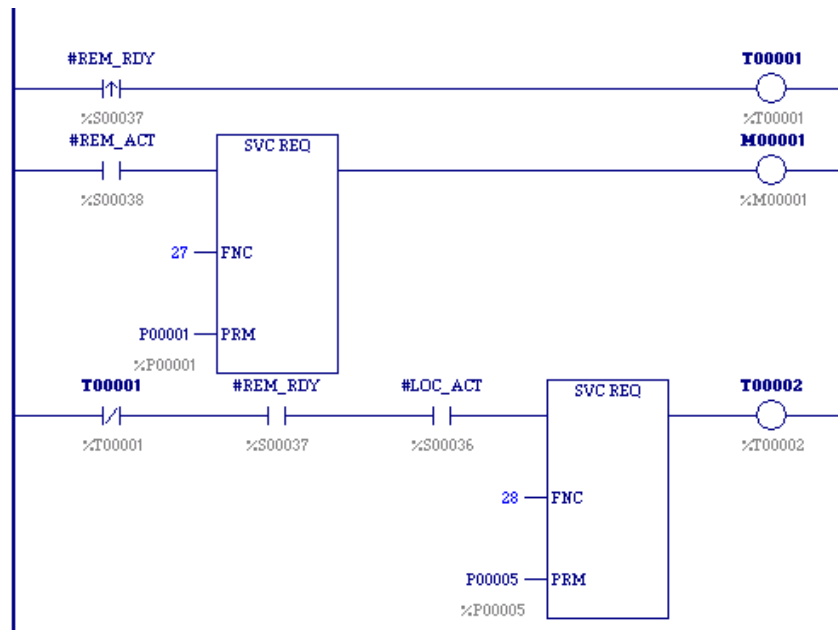 #REM_RDY T00001
%S00037 %T00001
#REM_ACT SVC REQ M00001
%S00038 %M00001
27 FNC
P00001 PRM
%P00001
T00001 #REM_RDY #LOC_ACT SVC REQ T00002
%T00001 %S00037 %S00036 %T00002
28 FNC
P00005 PRM
%P00005